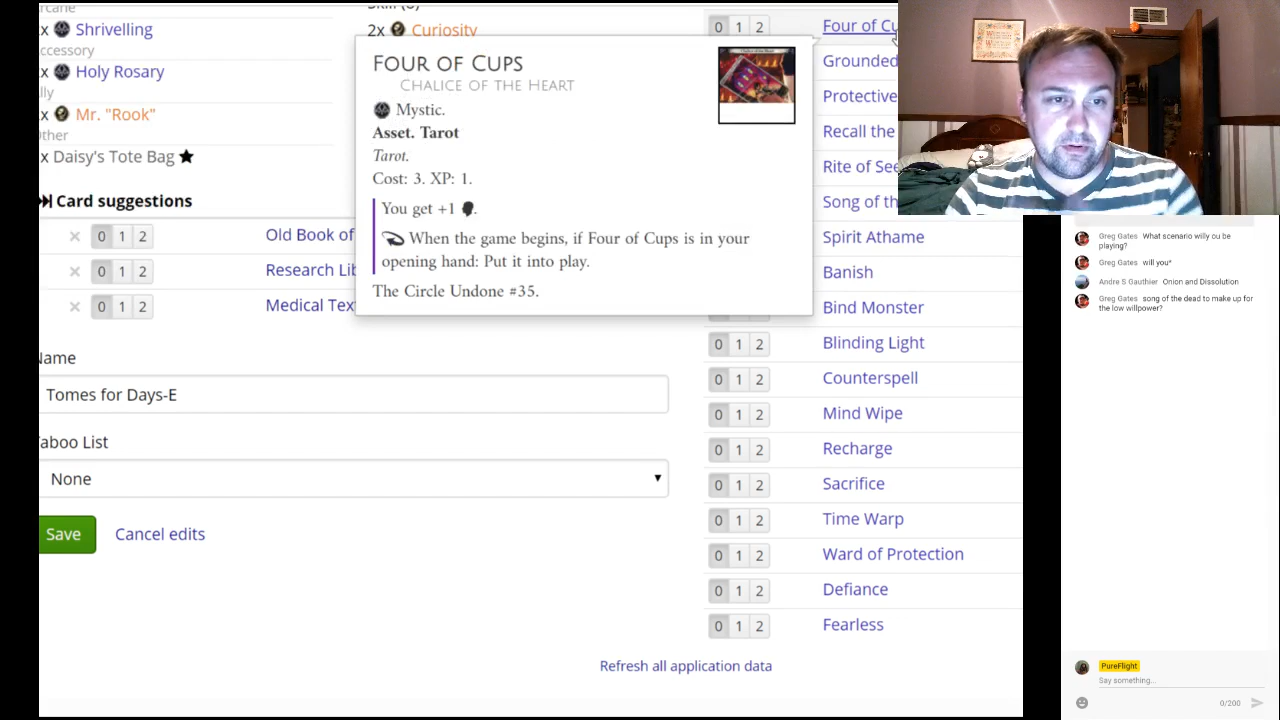 Shrivelling
Holy Rosary
Mr. "Rook"
Daisy's Tote Bag
Card suggestions
0 1 2 Old Book of
0 1 2 Research Lib
0 1 2 Medical Tex
Name
Tomes for Days-E
Taboo List
None
Save Cancel edits
2x Curiosity
Four of Cups
Chalice of the Heart
Mystic.
Asset. Tarot
Tarot.
Cost: 3. XP: 1.
You get +1 .
When the game begins, if Four of Cups is in your
opening hand: Put it into play.
The Circle Undone #35.
0 1 2 Four of Cu
Grounded
Protective
Recall the
Rite of See
Song of th
Spirit Athame
Banish
Bind Monster
0 1 2 Blinding Light
0 1 2 Counterspell
0 1 2 Mind Wipe
0 1 2 Recharge
0 1 2 Sacrifice
0 1 2 Time Warp
0 1 2 Ward of Protection
0 1 2 Defiance
0 1 2 Fearless
Refresh all application data
Greg Gates What scenario willy ou be
playing?
Greg Gates will you*
Andre S Gauthier Onion and Dissolution
Greg Gates song of the dead to make up for
the low willpower?
PureFlight
Say something...
0/200